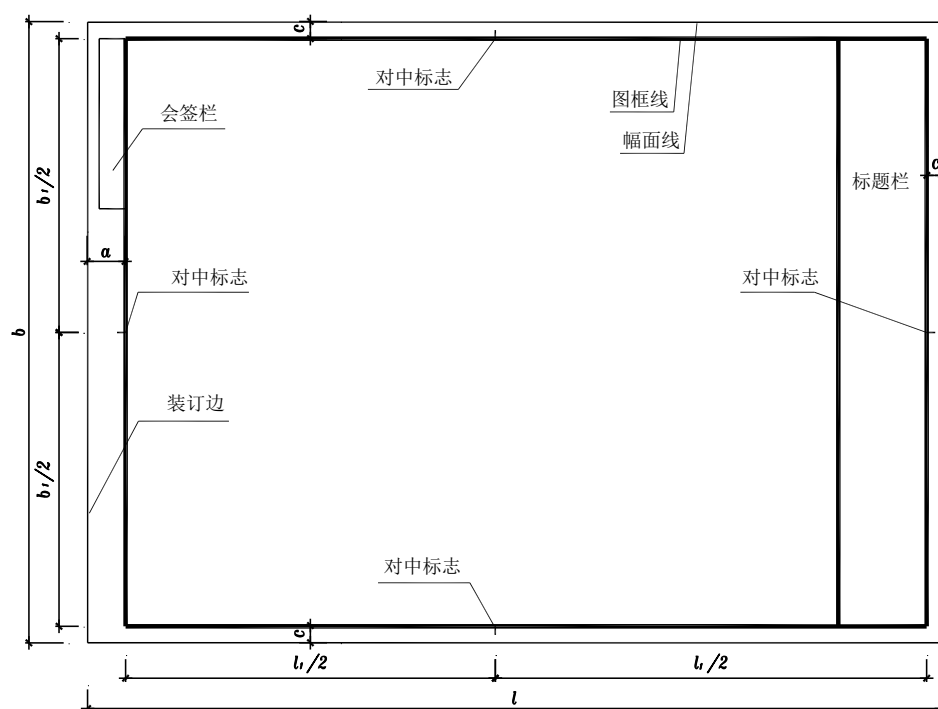 c
对中标志
图框线
会签栏
幅面线
标题栏
b₁/2
a
对中标志
对中标志
b
装订边
b₁/2
对中标志
c
l₁/2
l₁/2
l